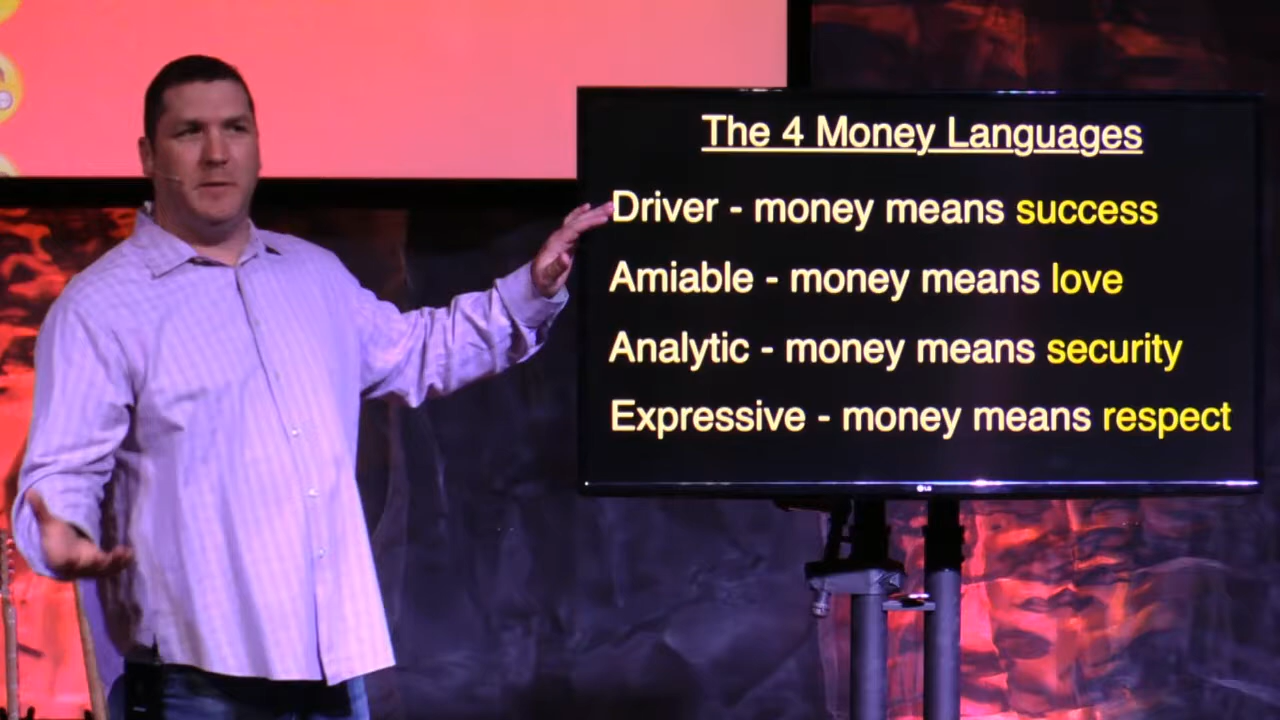 The 4 Money Languages
Driver - money means success
Amiable - money means love
Analytic - money means security
Expressive - money means respect
LG